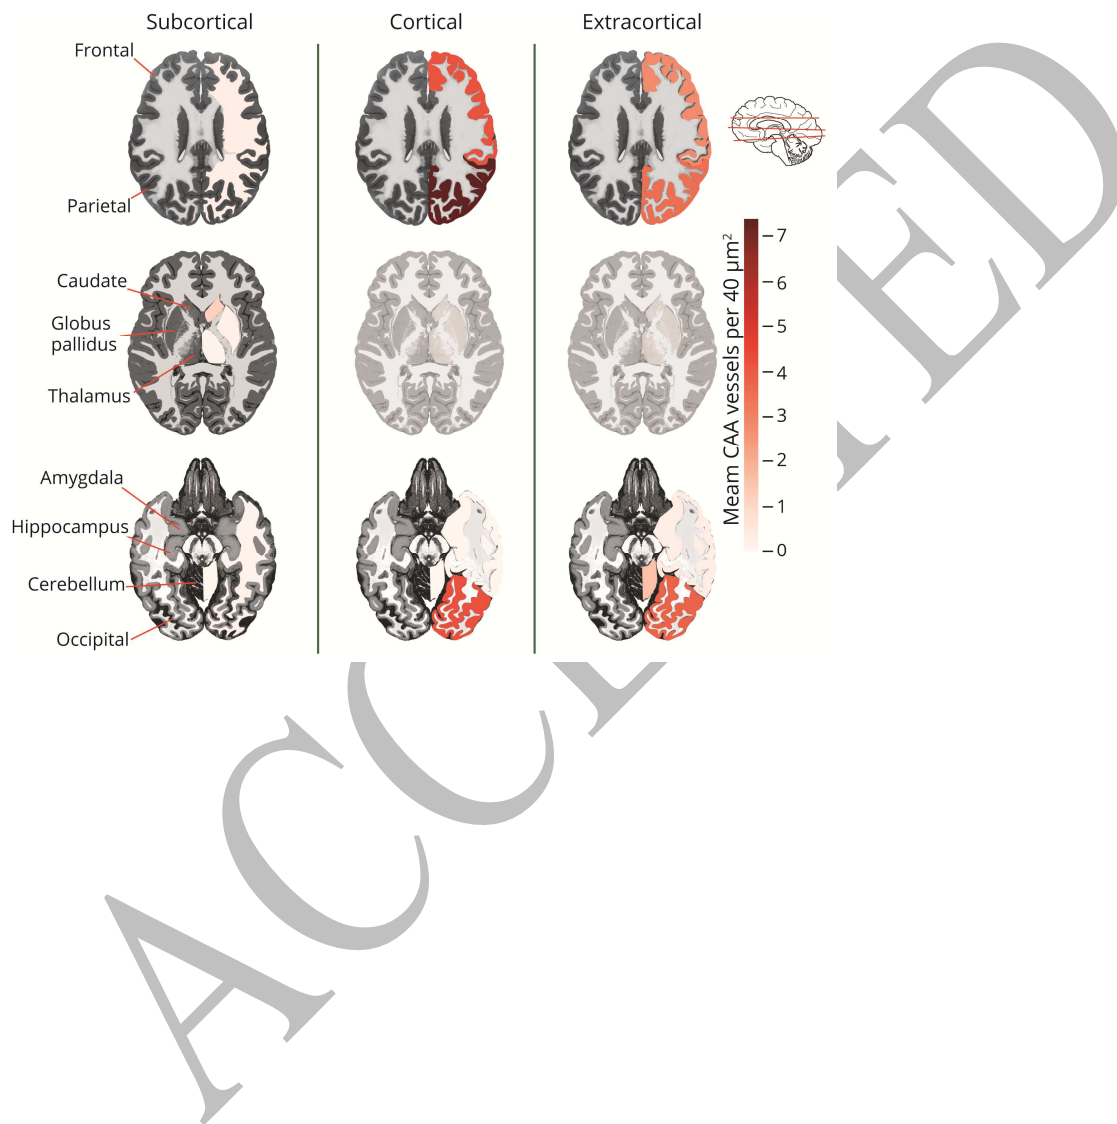 Subcortical
Cortical
Extracortical
Frontal
Parietal
Caudate
Globus
pallidus
Thalamus
Amygdala
Hippocampus
Cerebellum
Occipital
Meam CAA vessels per 40 µm²
7
6
5
4
3
2
1
0